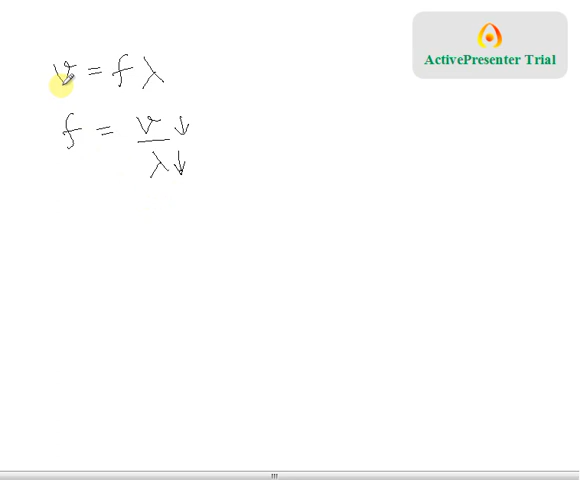 v = f λ
f = v ↓ / λ ↓
ActivePresenter Trial